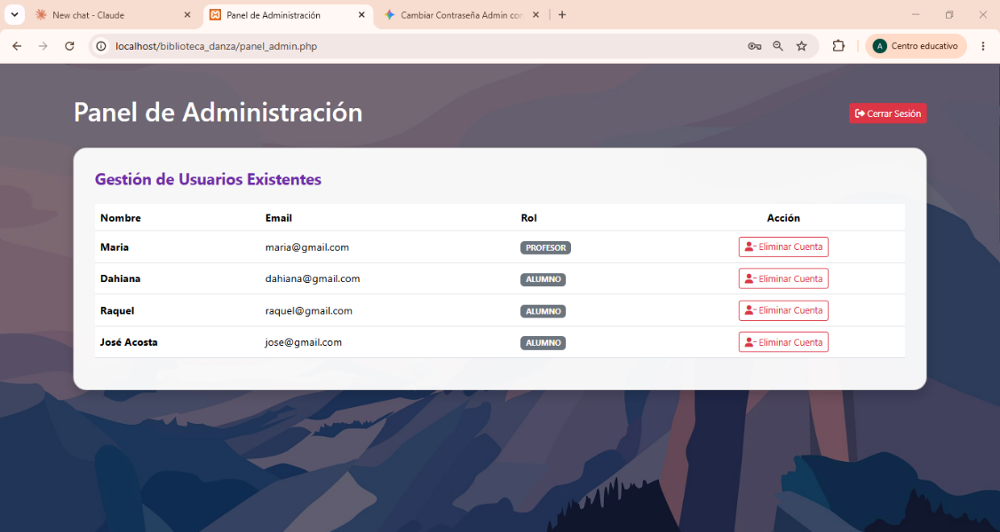 New chat - Claude
Panel de Administración
Cambiar Contraseña Admin con
localhost/biblioteca_danza/panel_admin.php
A Centro educativo
Panel de Administración
Cerrar Sesión
Gestión de Usuarios Existentes
Nombre Email Rol Acción
Maria maria@gmail.com PROFESOR Eliminar Cuenta
Dahiana dahiana@gmail.com ALUMNO Eliminar Cuenta
Raquel raquel@gmail.com ALUMNO Eliminar Cuenta
José Acosta jose@gmail.com ALUMNO Eliminar Cuenta